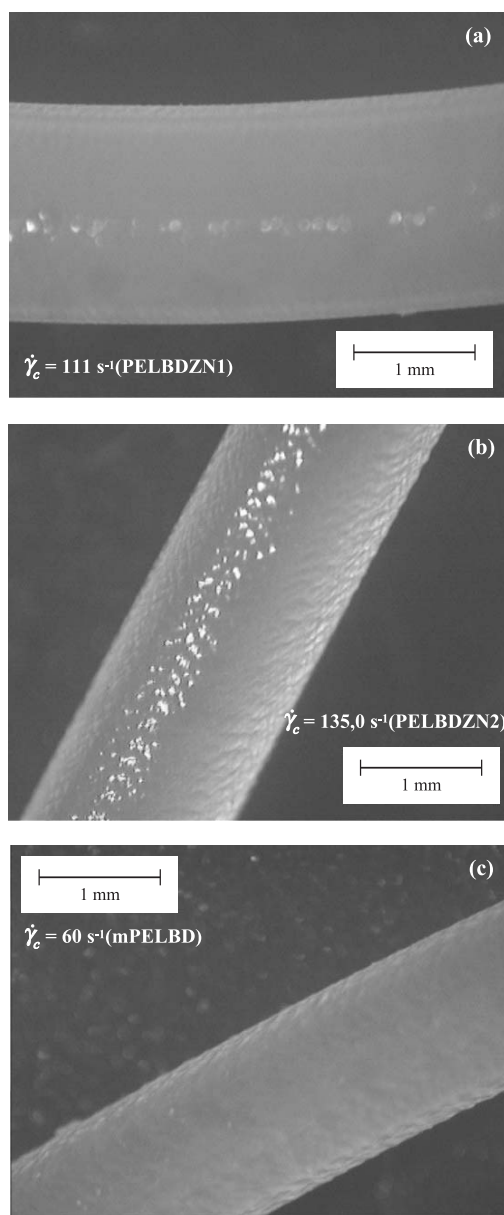 (a)
γ̇c = 111 s-1(PELBDZN1)
1 mm
(b)
γ̇c = 135,0 s-1(PELBDZN2)
1 mm
1 mm
(c)
γ̇c = 60 s-1(mPELBD)